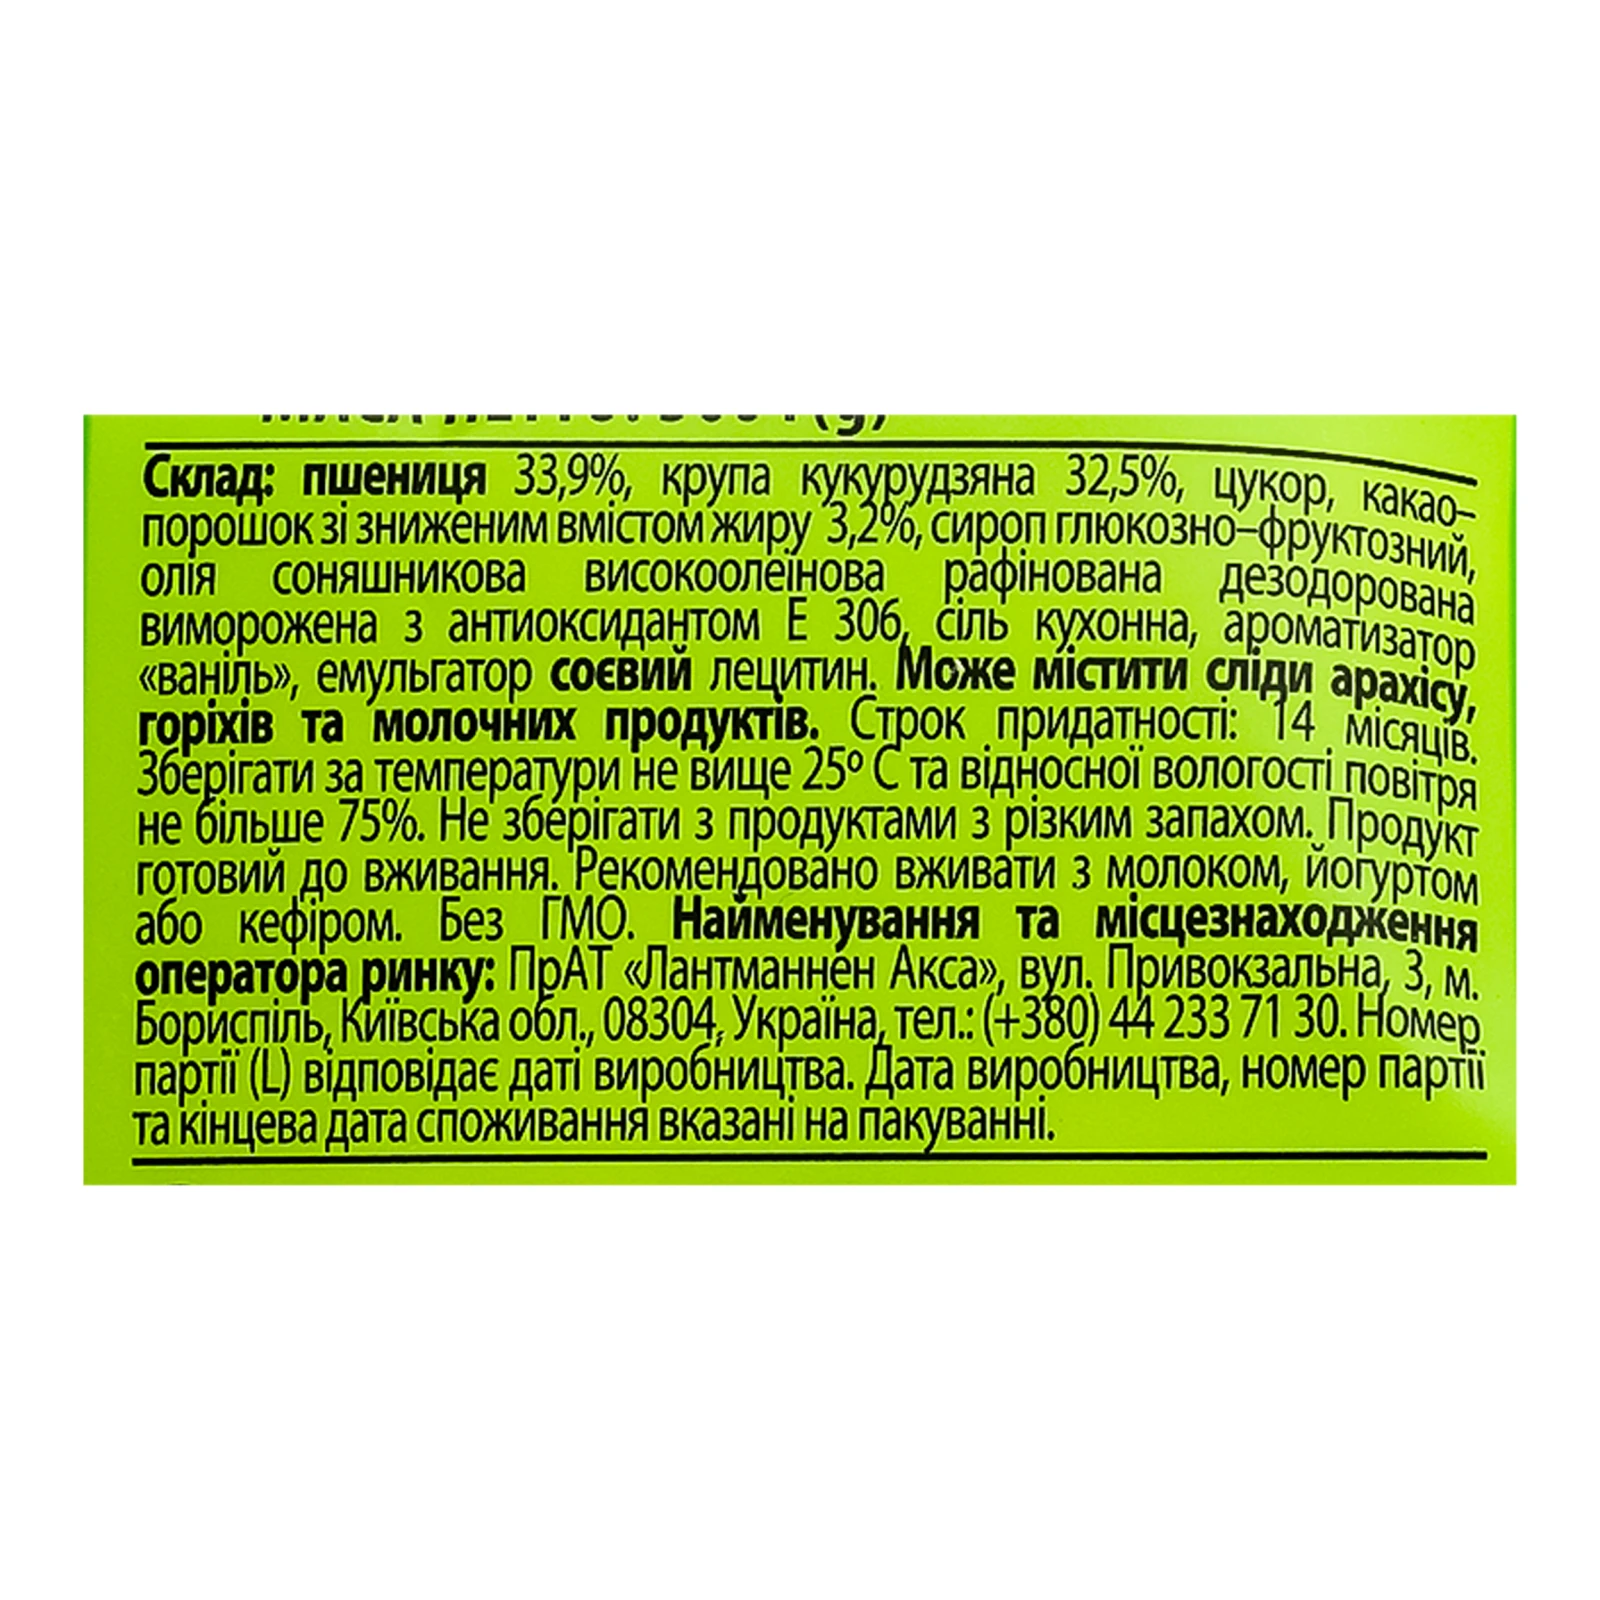 Склад: пшениця 33,9%, крупа кукурудзяна 32,5%, цукор, какао–
порошок зі зниженим вмістом жиру 3,2%, сироп глюкозно–фруктозний,
олія соняшникова високоолеїнова рафінована дезодорована
виморожена з антиоксидантом Е 306, сіль кухонна, ароматизатор
«ваніль», емульгатор соєвий лецитин. Може містити сліди арахісу,
горіхів та молочних продуктів. Строк придатності: 14 місяців.
Зберігати за температури не вище 25º С та відносної вологості повітря
не більше 75%. Не зберігати з продуктами з різким запахом. Продукт
готовий до вживання. Рекомендовано вживати з молоком, йогуртом
або кефіром. Без ГМО. Найменування та місцезнаходження
оператора ринку: ПрАТ «Лантманнен Акса», вул. Привокзальна, 3, м.
Бориспіль, Київська обл., 08304, Україна, тел.: (+380) 44 233 71 30. Номер
партії (L) відповідає даті виробництва. Дата виробництва, номер партії
та кінцева дата споживання вказані на пакуванні.